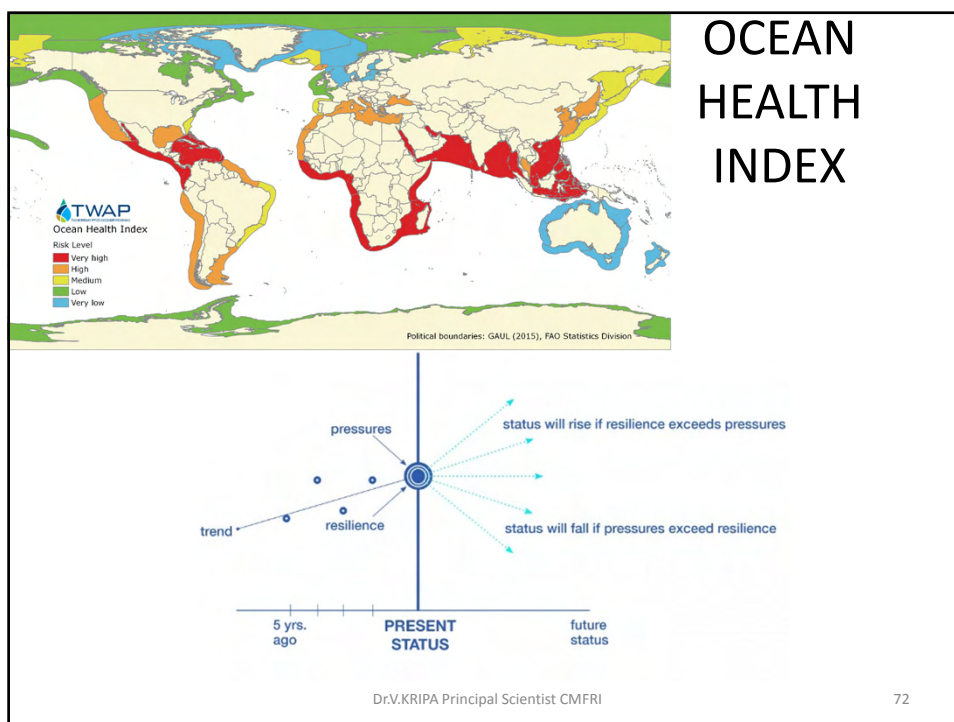 OCEAN
HEALTH
INDEX
TWAP
Ocean Health Index
Risk Level
Very high
High
Medium
Low
Very low
Political boundaries: GAUL (2015), FAO Statistics Division
pressures
status will rise if resilience exceeds pressures
resilience
trend
status will fall if pressures exceed resilience
5 yrs.
ago
PRESENT
STATUS
future
status
Dr.V.KRIPA Principal Scientist CMFRI
72